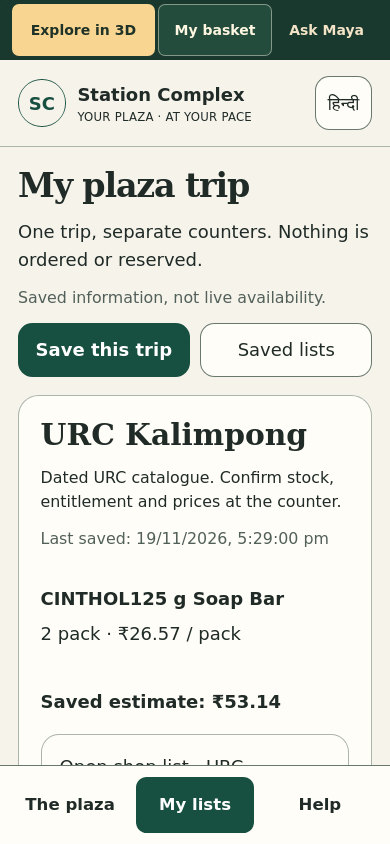 Explore in 3D
My basket
Ask Maya
SC
Station Complex
YOUR PLAZA · AT YOUR PACE
हिन्दी
My plaza trip
One trip, separate counters. Nothing is
ordered or reserved.
Saved information, not live availability.
Save this trip
Saved lists
URC Kalimpong
Dated URC catalogue. Confirm stock,
entitlement and prices at the counter.
Last saved: 19/11/2026, 5:29:00 pm
CINTHOL125 g Soap Bar
2 pack · ₹26.57 / pack
Saved estimate: ₹53.14
Open shop list · URC
The plaza
My lists
Help